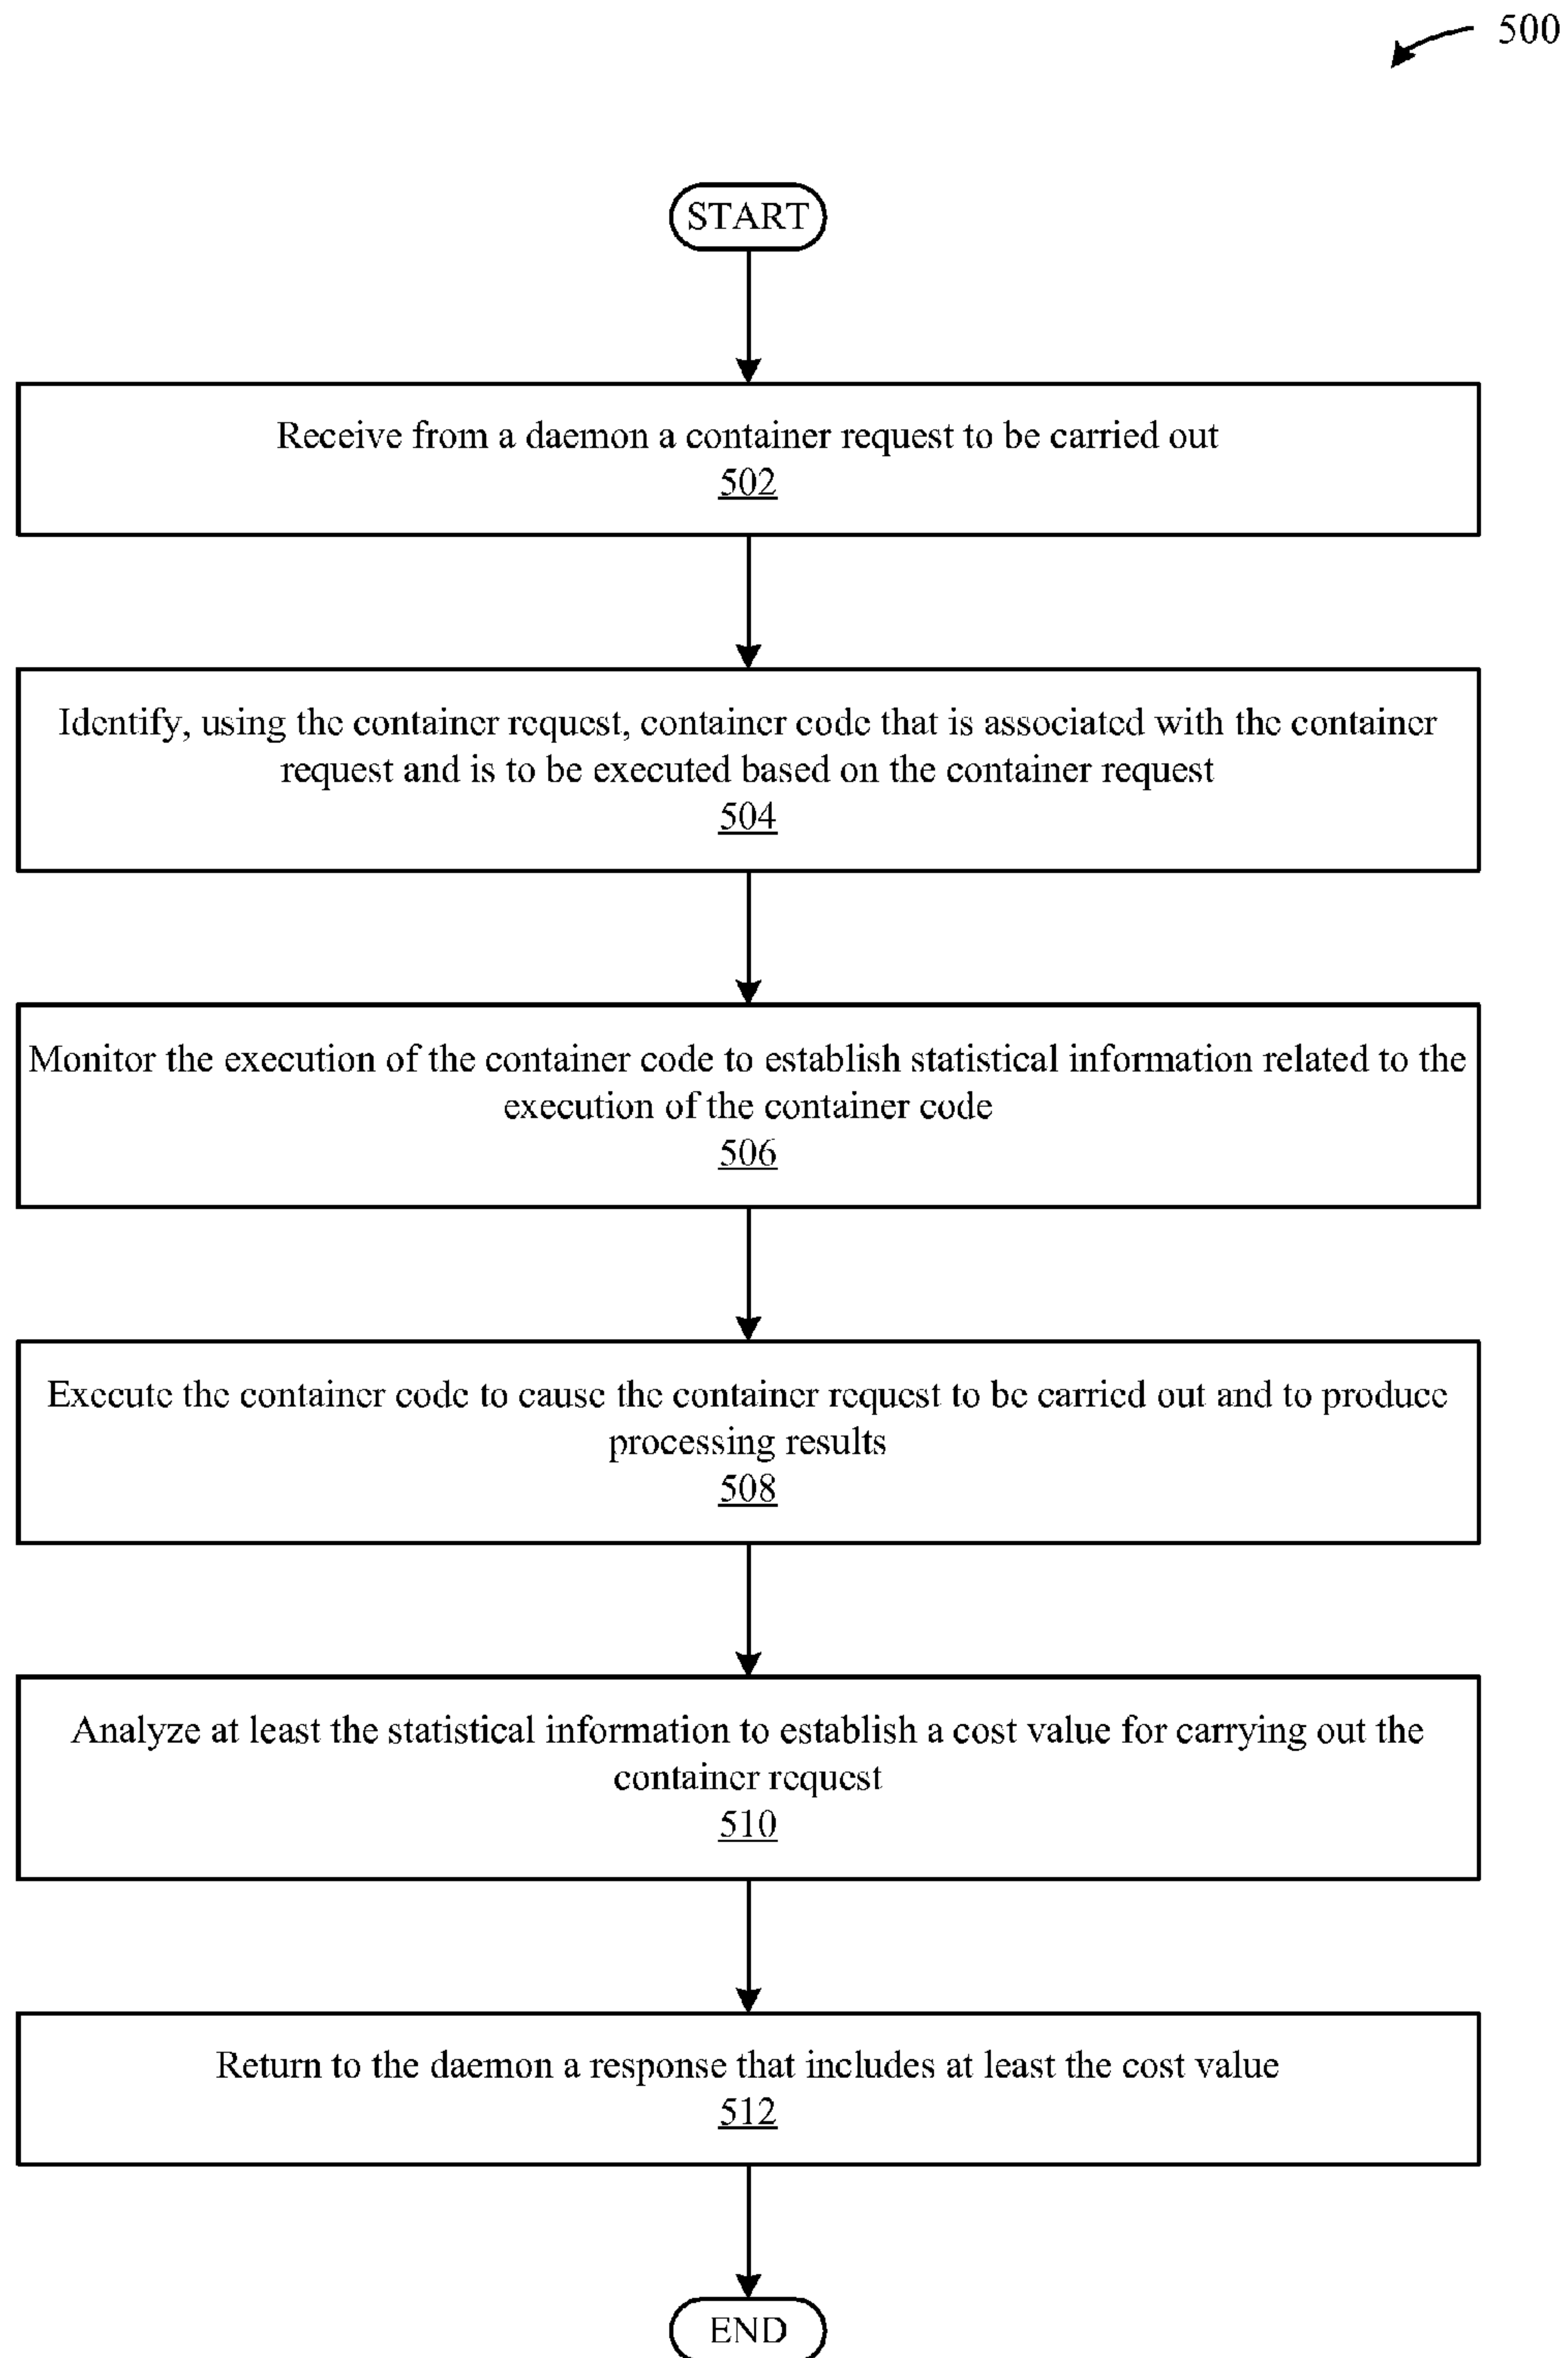 500
START
Receive from a daemon a container request to be carried out
502
Identify, using the container request, container code that is associated with the container
request and is to be executed based on the container request
504
Monitor the execution of the container code to establish statistical information related to the
execution of the container code
506
Execute the container code to cause the container request to be carried out and to produce
processing results
508
Analyze at least the statistical information to establish a cost value for carrying out the
container request
510
Return to the daemon a response that includes at least the cost value
512
END